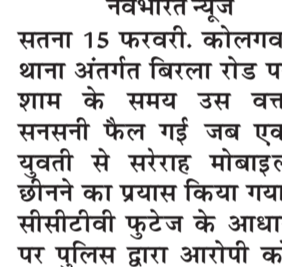 नवभारत न्यूज
सतना 15 फरवरी. कोलगव
थाना अंतर्गत बिरला रोड प
शाम के समय उस वत्त
सनसनी फैल गई जब एव
युवती से सरेराह मोबाइल
छीनने का प्रयास किया गया
सीसीटीवी फुटेज के आधा
पर पुलिस द्वारा आरोपी क